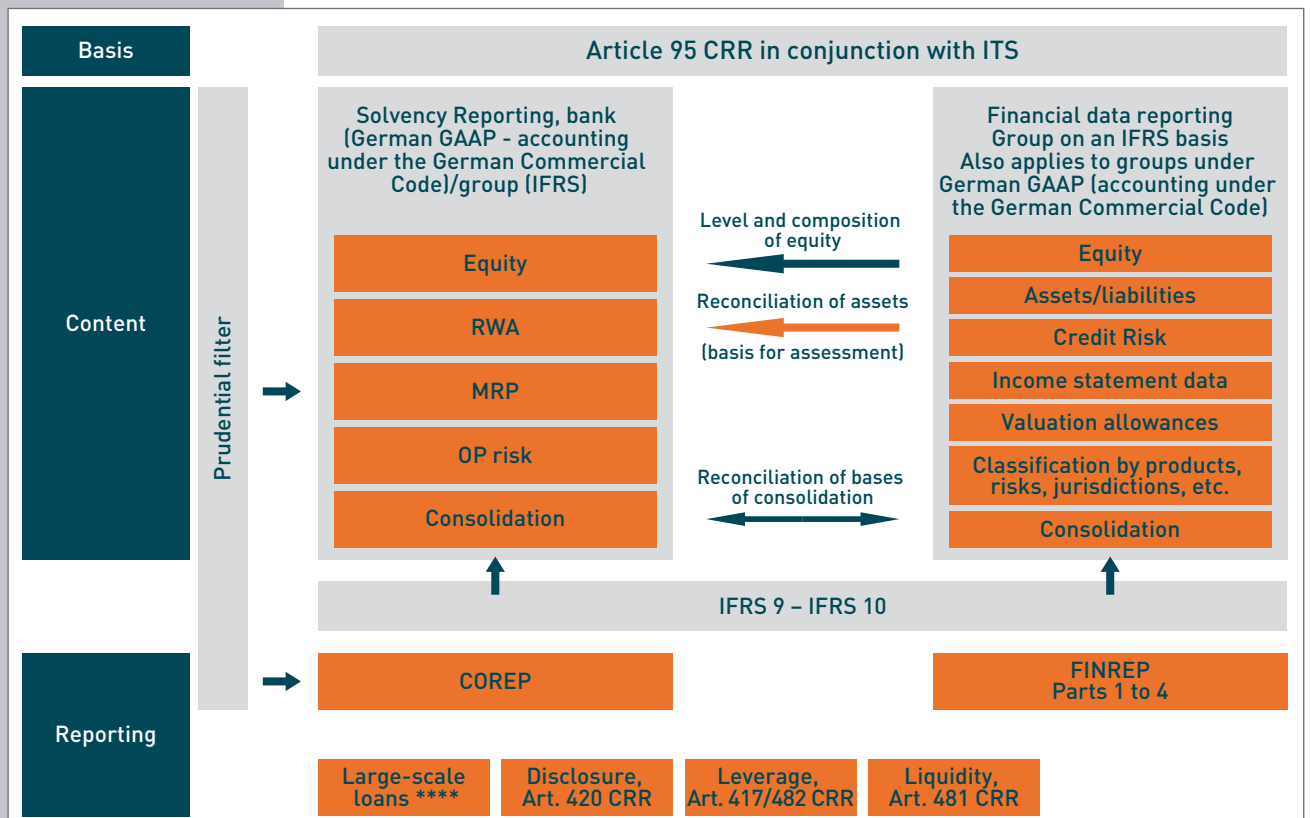 Basis
Article 95 CRR in conjunction with ITS
Content
Prudential filter
Solvency Reporting, bank
(German GAAP - accounting
under the German Commercial
Code)/group (IFRS)
Equity
RWA
MRP
OP risk
Consolidation
Level and composition
of equity
Reconciliation of assets
(basis for assessment)
Reconciliation of bases
of consolidation
Financial data reporting
Group on an IFRS basis
Also applies to groups under
German GAAP (accounting under
the German Commercial Code)
Equity
Assets/liabilities
Credit Risk
Income statement data
Valuation allowances
Classification by products,
risks, jurisdictions, etc.
Consolidation
IFRS 9 – IFRS 10
Reporting
COREP
FINREP
Parts 1 to 4
Large-scale
loans ****
Disclosure,
Art. 420 CRR
Leverage,
Art. 417/482 CRR
Liquidity,
Art. 481 CRR